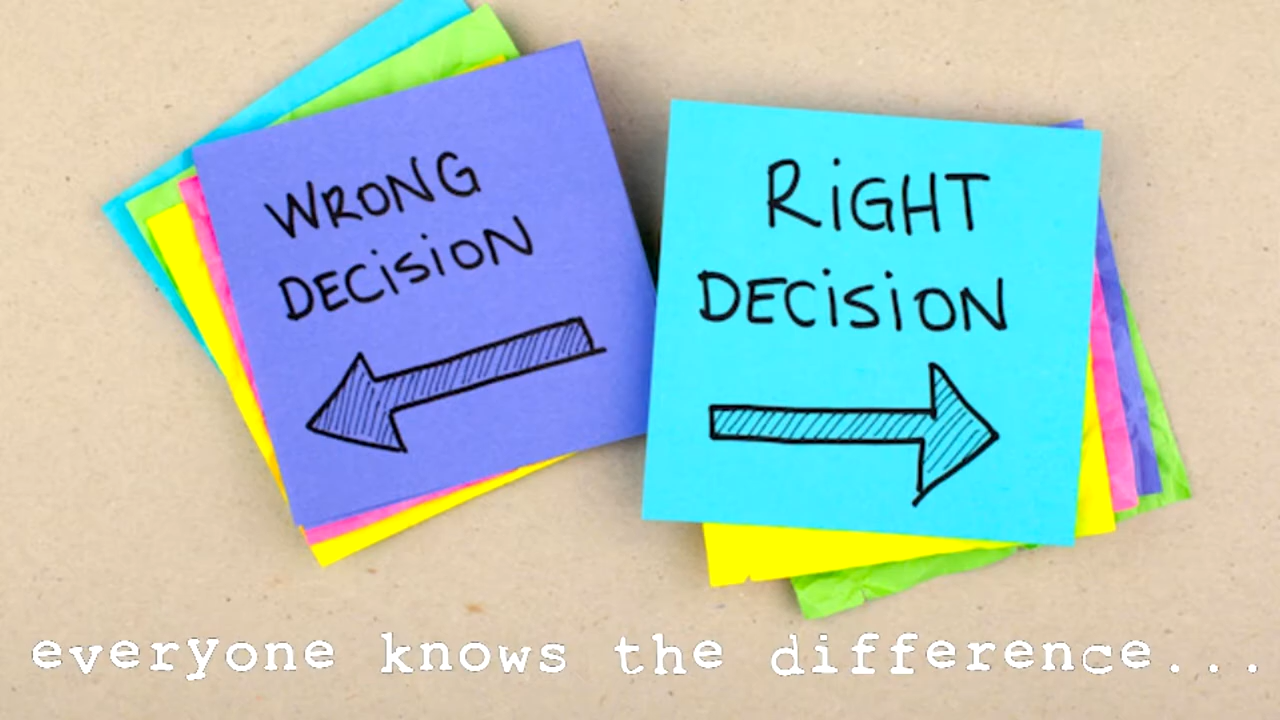 WRONG
DECiSiON
RiGHT
DECiSiON
everyone knows the difference...